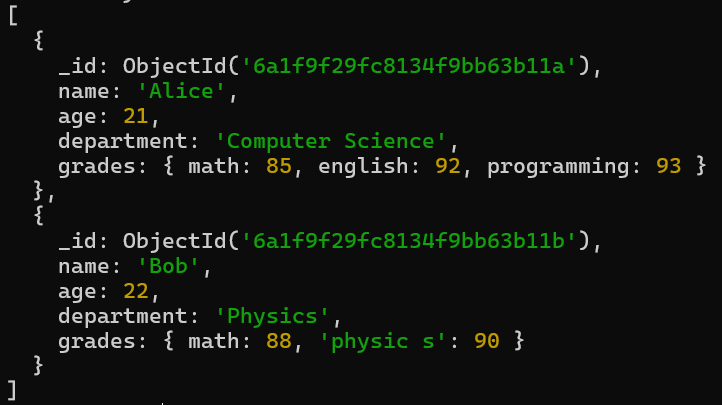 [
  {
    _id: ObjectId('6a1f9f29fc8134f9bb63b11a'),
    name: 'Alice',
    age: 21,
    department: 'Computer Science',
    grades: { math: 85, english: 92, programming: 93 }
  },
  {
    _id: ObjectId('6a1f9f29fc8134f9bb63b11b'),
    name: 'Bob',
    age: 22,
    department: 'Physics',
    grades: { math: 88, 'physic s': 90 }
  }
]